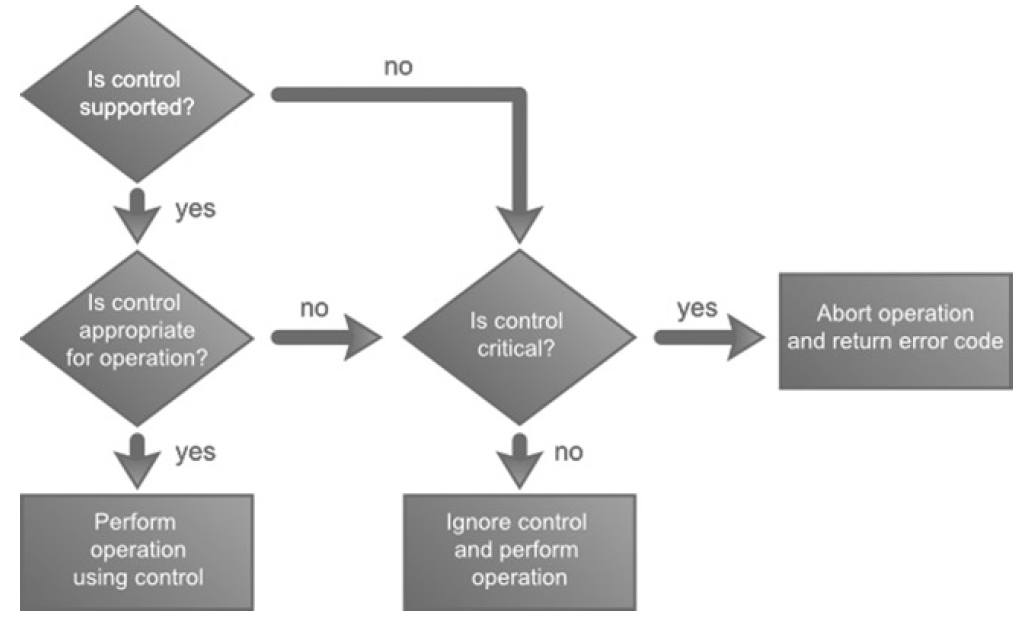 Is control
supported?
no
yes
Is control
appropriate
for operation?
no
Is control
critical?
yes
Abort operation
and return error code
yes
no
Perform
operation
using control
Ignore control
and perform
operation